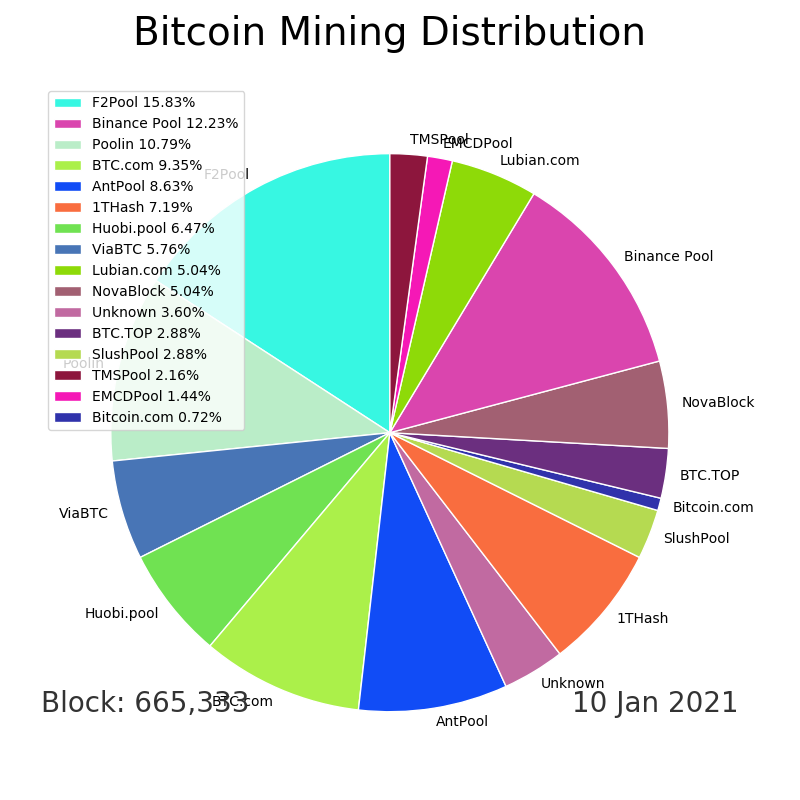 Bitcoin Mining Distribution
F2Pool 15.83%
Binance Pool 12.23%
Poolin 10.79%
BTC.com 9.35%
AntPool 8.63%
1THash 7.19%
Huobi.pool 6.47%
ViaBTC 5.76%
Lubian.com 5.04%
NovaBlock 5.04%
Unknown 3.60%
BTC.TOP 2.88%
SlushPool 2.88%
TMSPool 2.16%
EMCDPool 1.44%
Bitcoin.com 0.72%
TMSPool
EMCDPool
Lubian.com
F2Pool
Binance Pool
Poolin
NovaBlock
BTC.TOP
Bitcoin.com
ViaBTC
SlushPool
Huobi.pool
1THash
Unknown
BTC.com
AntPool
Block: 665,333
10 Jan 2021